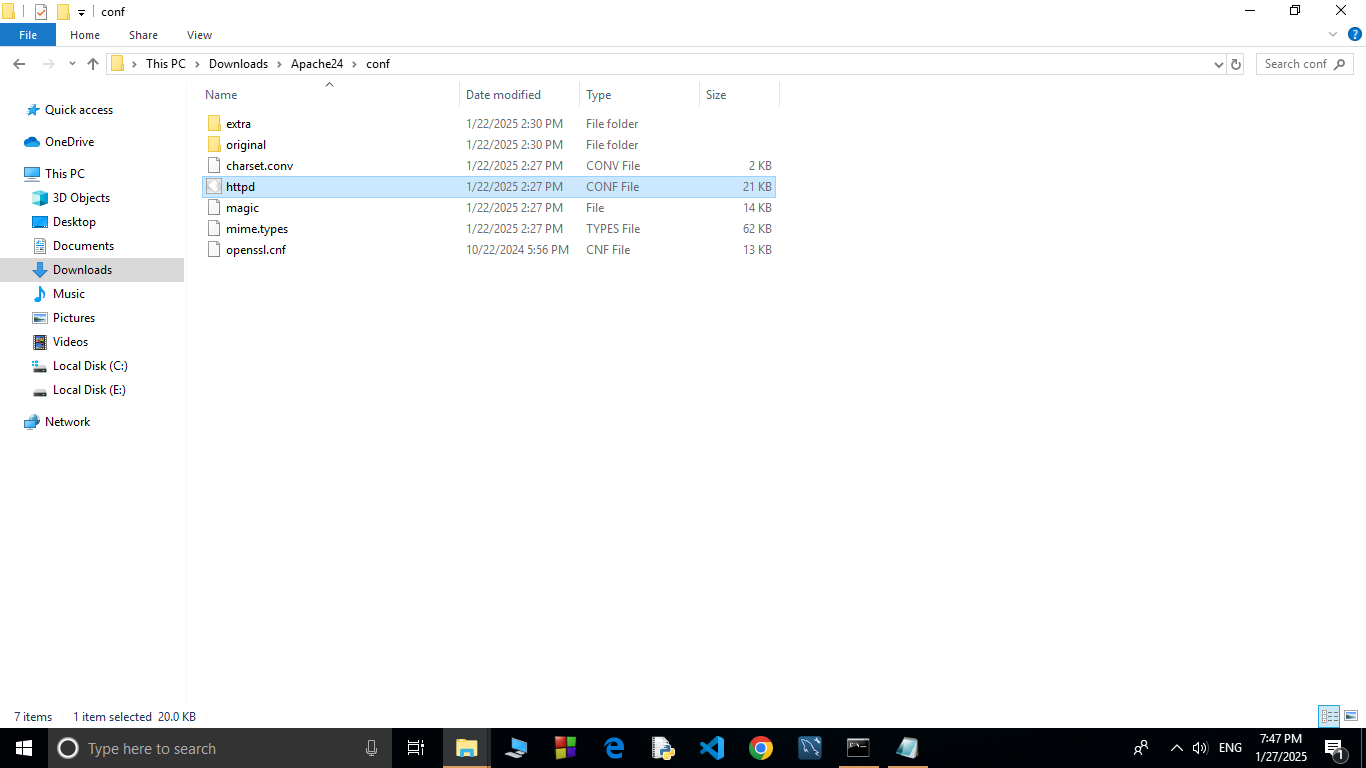 conf
File Home Share View
This PC Downloads Apache24 conf Search conf
Name Date modified Type Size
extra 1/22/2025 2:30 PM File folder
original 1/22/2025 2:30 PM File folder
charset.conv 1/22/2025 2:27 PM CONV File 2 KB
httpd 1/22/2025 2:27 PM CONF File 21 KB
magic 1/22/2025 2:27 PM File 14 KB
mime.types 1/22/2025 2:27 PM TYPES File 62 KB
openssl.cnf 10/22/2024 5:56 PM CNF File 13 KB
Quick access
OneDrive
This PC
3D Objects
Desktop
Documents
Downloads
Music
Pictures
Videos
Local Disk (C:)
Local Disk (E:)
Network
7 items 1 item selected 20.0 KB
Type here to search
ENG
7:47 PM
1/27/2025
1